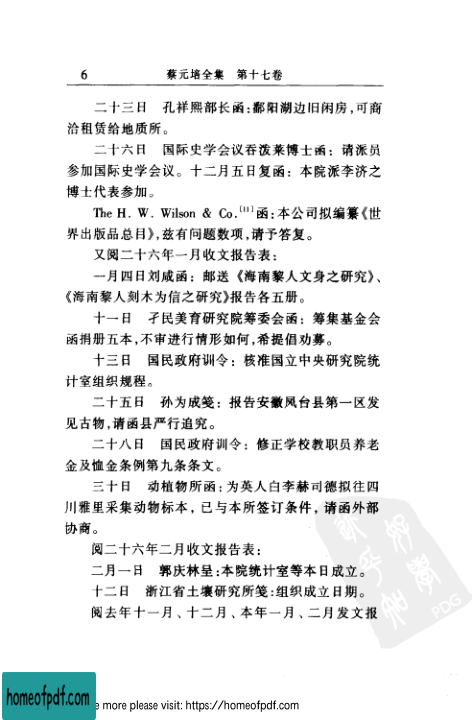 6 蔡元培全集 第十七卷
二十三日 孔祥熙部长函:鄱阳湖边旧闲房,可商
洽租赁给地质所。
二十六日 国际史学会议吞泼莱博士函: 请派员
参加国际史学会议。十二月五日复函: 本院派李济之
博士代表参加。
The H. W. Wilson & Co.[11]函:本公司拟编纂《世
界出版品总目》,兹有问题数项,请予答复。
又阅二十六年一月收文报告表:
一月四日刘咸函: 邮送《海南黎人文身之研究》、
《海南黎人刻木为信之研究》报告各五册。
十一日 孑民美育研究院筹委会函: 筹集基金会
函捐册五本,不审进行情形如何,希提倡劝募。
十三日 国民政府训令: 核准国立中央研究院统
计室组织规程。
二十五日 孙为成笺: 报告安徽凤台县第一区发
见古物,请函县严行追究。
二十八日 国民政府训令: 修正学校教职员养老
金及恤金条例第九条条文。
三十日 动植物所函:为英人白李赫司德拟往四
川雅里采集动物标本, 已与本所签订条件, 请函外部
协商。
阅二十六年二月收文报告表:
二月一日 郭庆林呈:本院统计室等本日成立。
十二日 浙江省土壤研究所笺:组织成立日期。
阅去年十一月、十二月、本年一月、二月发文报
PDG
homeofpdf.com
e more please visit: https://homeofpdf.com